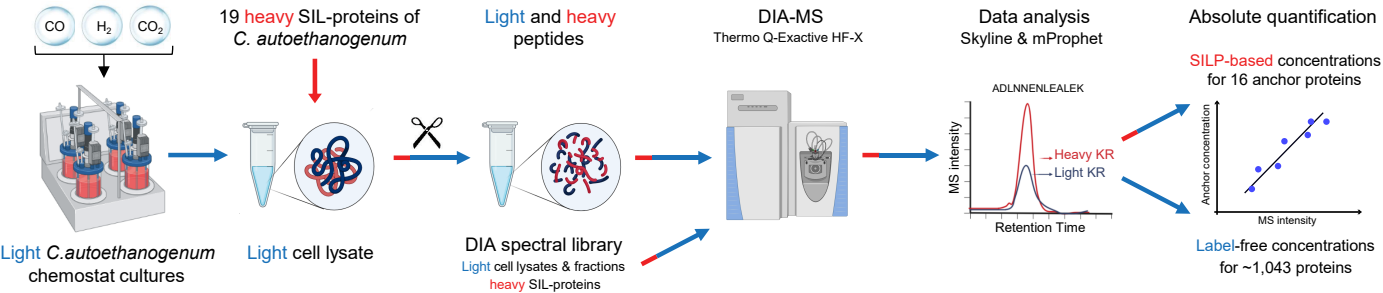 CO
H2
CO2
Light C.autoethanogenum
chemostat cultures
19 heavy SIL-proteins of
C. autoethanogenum
Light cell lysate
Light and heavy
peptides
DIA spectral library
Light cell lysates & fractions
heavy SIL-proteins
DIA-MS
Thermo Q-Exactive HF-X
Data analysis
Skyline & mProphet
ADLNNENLEALEK
MS intensity
Heavy KR
Light KR
Retention Time
Absolute quantification
SILP-based concentrations
for 16 anchor proteins
Anchor concentration
MS intensity
Label-free concentrations
for ~1,043 proteins